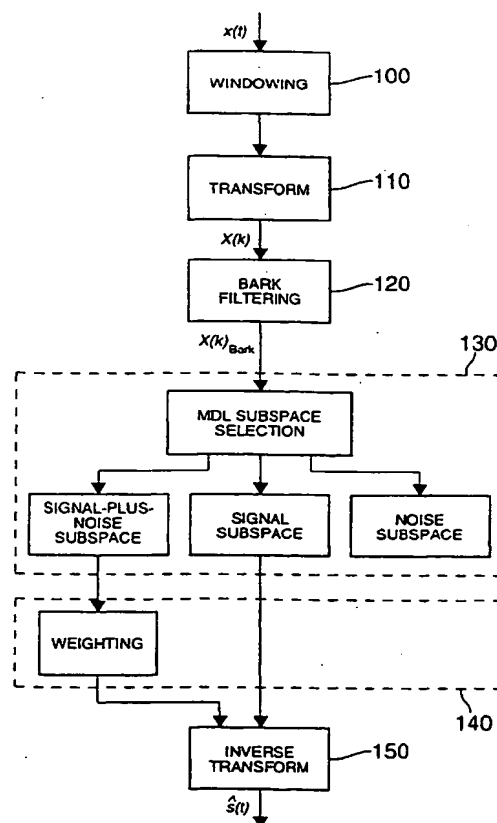 x(t)
WINDOWING
100
TRANSFORM
110
X(k)
BARK
FILTERING
120
X(k)Bark
130
MDL SUBSPACE
SELECTION
SIGNAL-PLUS-
NOISE
SUBSPACE
SIGNAL
SUBSPACE
NOISE
SUBSPACE
WEIGHTING
140
INVERSE
TRANSFORM
150
ŝ(t)